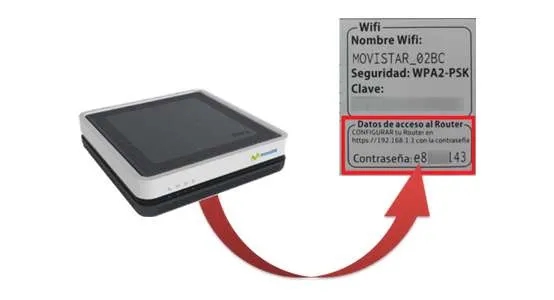 movistar
Wifi
Nombre Wifi:
MOVISTAR_02BC
Seguridad: WPA2-PSK
Clave:
Datos de acceso al Router
CONFIGURAR tu Router en
https://192.168.1.1 con la contraseña
Contraseña: e8 143